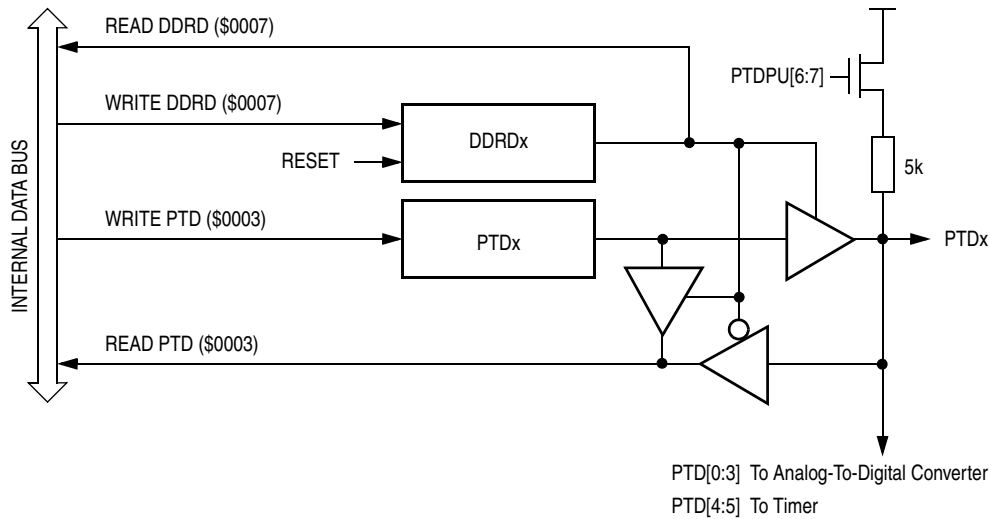 READ DDRD ($0007)
PTDPU[6:7]
WRITE DDRD ($0007)
DDRDx
RESET
5k
INTERNAL DATA BUS
WRITE PTD ($0003)
PTDx
PTDx
READ PTD ($0003)
PTD[0:3] To Analog-To-Digital Converter
PTD[4:5] To Timer